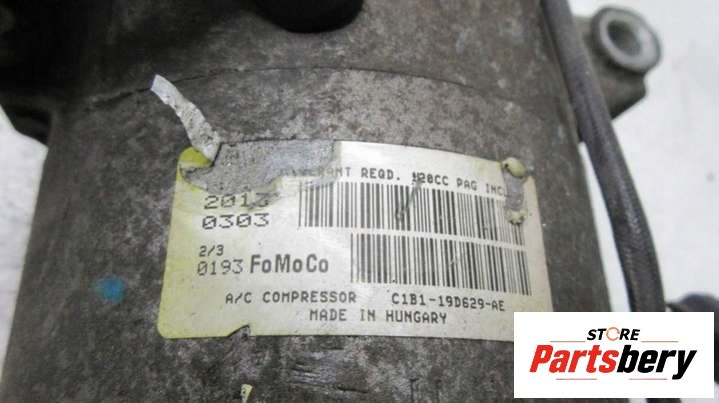 REQD. 120CC PAG INC
2013
0303
2/3
0193 FoMoCo
A/C COMPRESSOR C1B1-19D629-AE
MADE IN HUNGARY
STORE
Partsbery